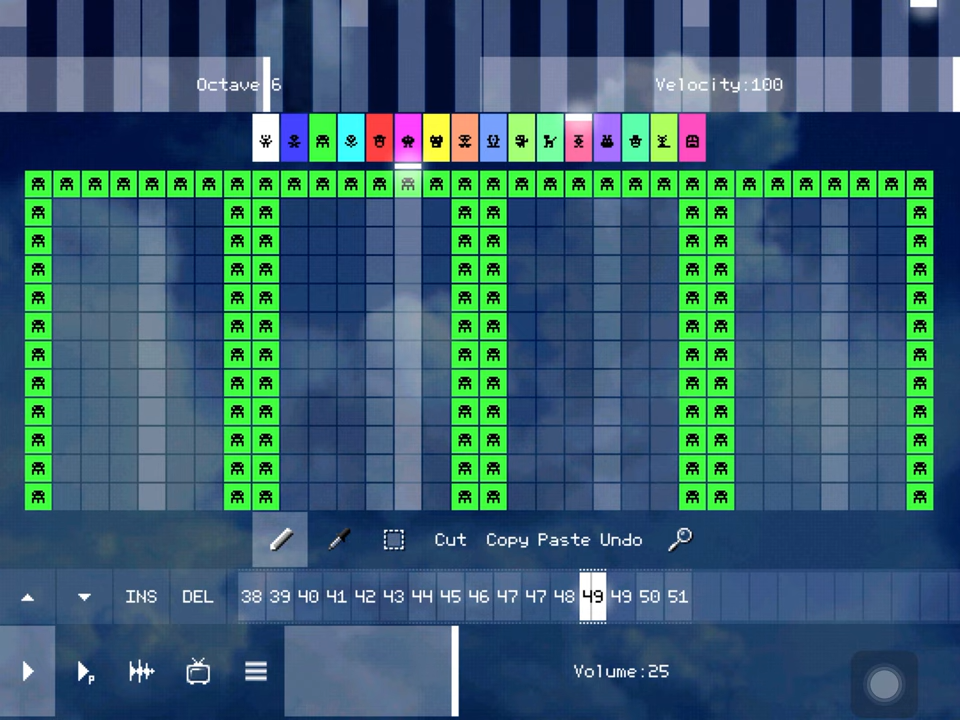 Octave:6 Velocity:100
Cut Copy Paste Undo
INS DEL 38 39 40 41 42 43 44 45 46 47 47 48 49 49 50 51
P Volume:25